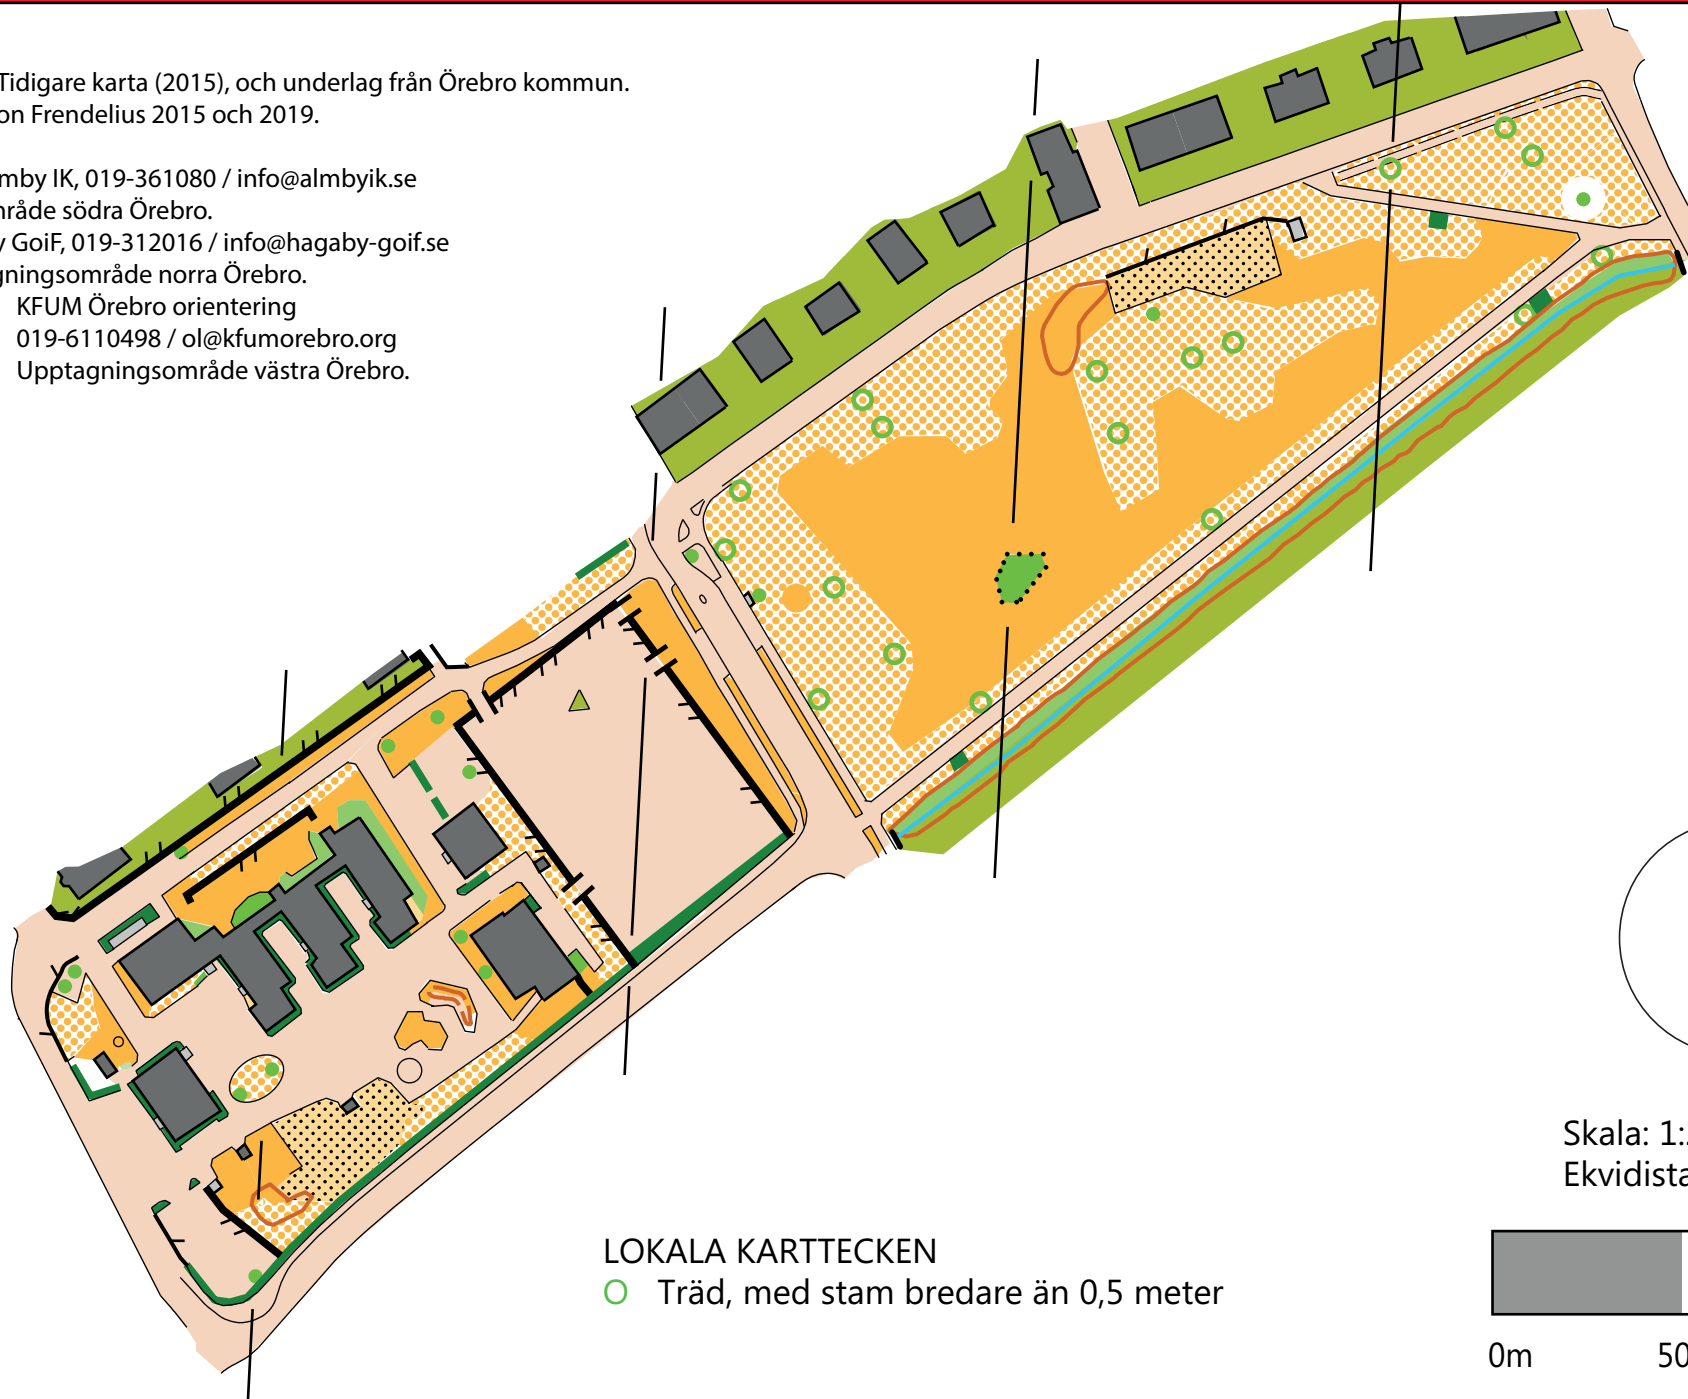 Tidigare karta (2015), och underlag från Örebro kommun.
on Frendelius 2015 och 2019.
mby IK, 019-361080 / info@almbyik.se
område södra Örebro.
y GoiF, 019-312016 / info@hagaby-goif.se
gningsområde norra Örebro.
KFUM Örebro orientering
019-6110498 / ol@kfumorebro.org
Upptagningsområde västra Örebro.
Skala: 1:
Ekvidista
LOKALA KARTTECKEN
O Träd, med stam bredare än 0,5 meter
0m 50